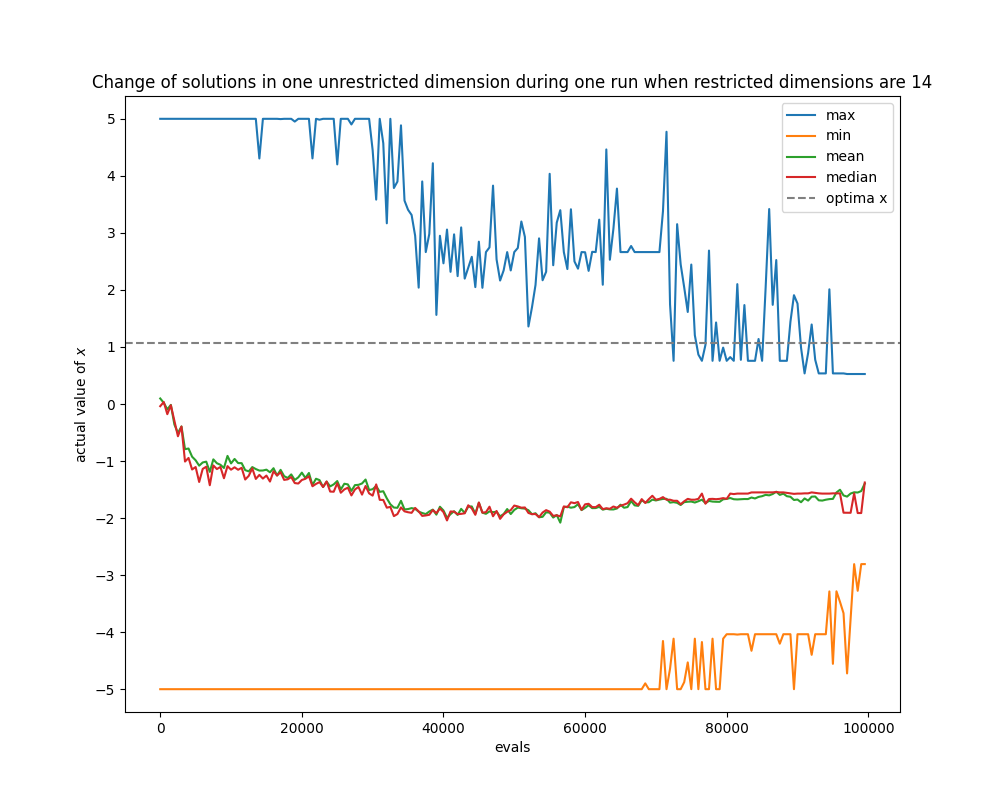 Change of solutions in one unrestricted dimension during one run when restricted dimensions are 14
max
min
mean
median
optima x
actual value of x
5
4
3
2
1
0
−1
−2
−3
−4
−5
0 20000 40000 60000 80000 100000
evals